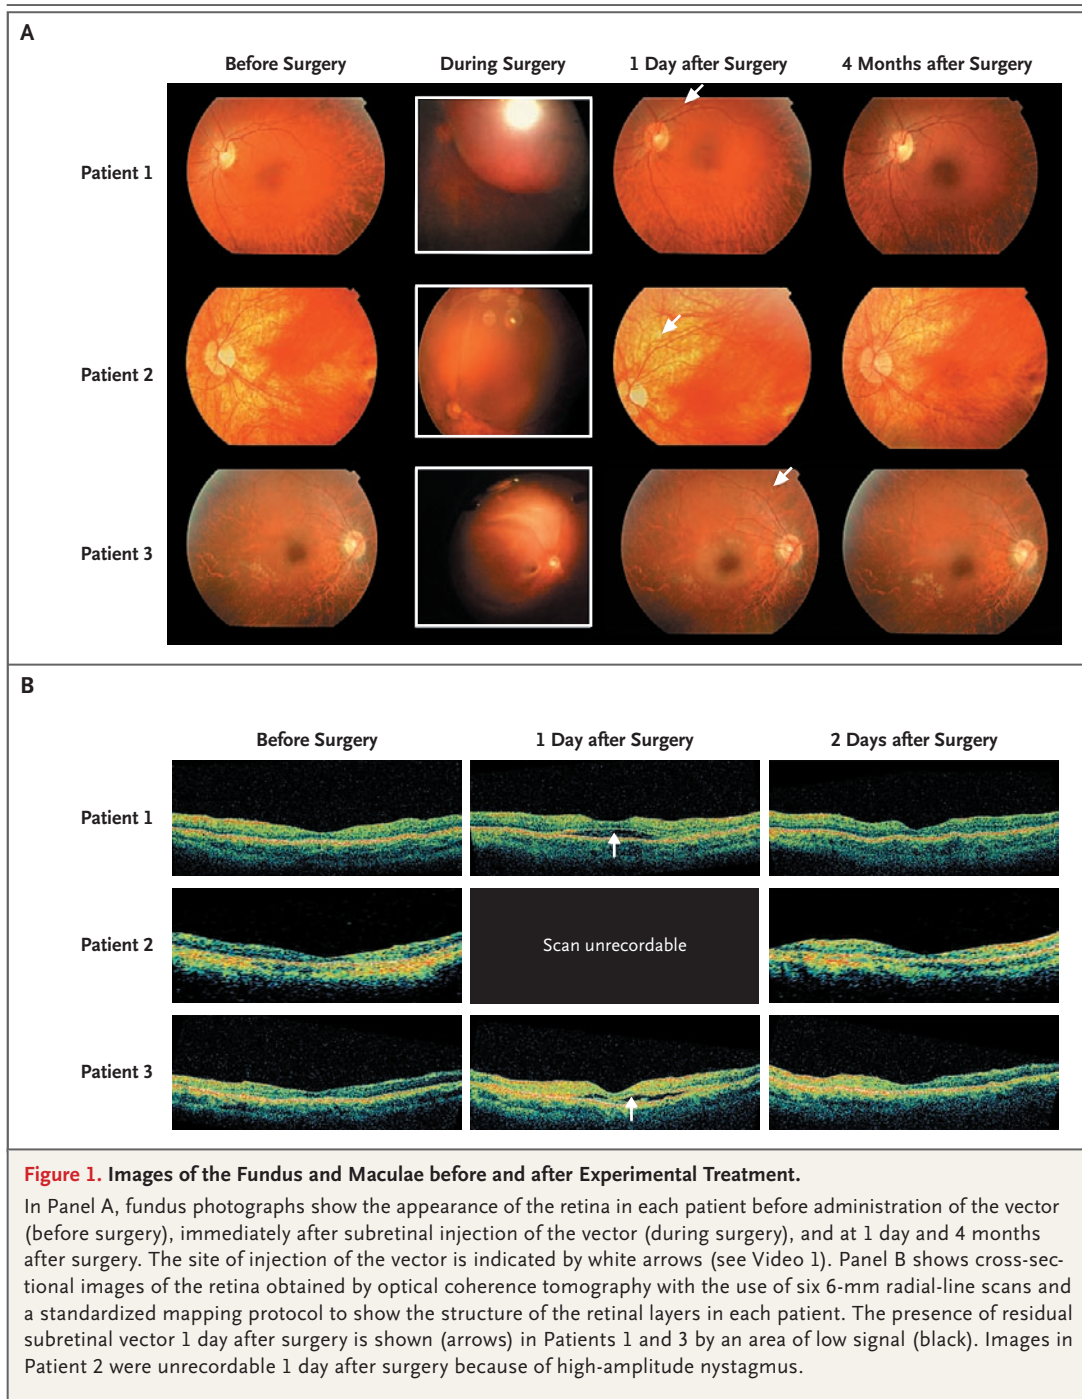 A
Before Surgery During Surgery 1 Day after Surgery 4 Months after Surgery
Patient 1
Patient 2
Patient 3
B
Before Surgery 1 Day after Surgery 2 Days after Surgery
Patient 1
Patient 2
Scan unrecordable
Patient 3
Figure 1. Images of the Fundus and Maculae before and after Experimental Treatment.
In Panel A, fundus photographs show the appearance of the retina in each patient before administration of the vector
(before surgery), immediately after subretinal injection of the vector (during surgery), and at 1 day and 4 months
after surgery. The site of injection of the vector is indicated by white arrows (see Video 1). Panel B shows cross-sec-
tional images of the retina obtained by optical coherence tomography with the use of six 6-mm radial-line scans and
a standardized mapping protocol to show the structure of the retinal layers in each patient. The presence of residual
subretinal vector 1 day after surgery is shown (arrows) in Patients 1 and 3 by an area of low signal (black). Images in
Patient 2 were unrecordable 1 day after surgery because of high-amplitude nystagmus.